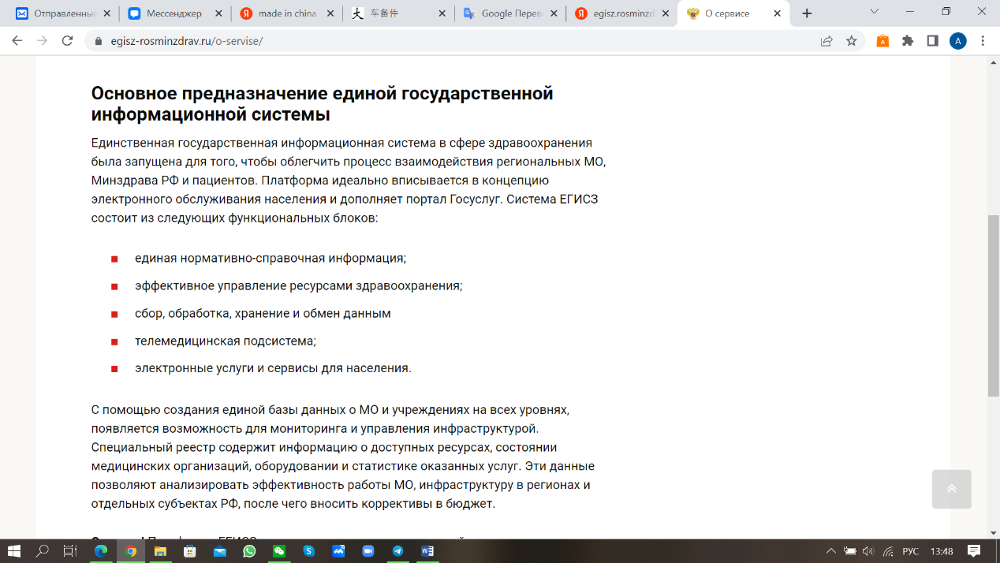 Отправленные
Мессенджер
made in china
车备件
Google Перев
egisz.rosminzd
О сервисе
egisz-rosminzdrav.ru/o-servise/
A
Основное предназначение единой государственной
информационной системы
Единственная государственная информационная система в сфере здравоохранения
была запущена для того, чтобы облегчить процесс взаимодействия региональных МО,
Минздрава РФ и пациентов. Платформа идеально вписывается в концепцию
электронного обслуживания населения и дополняет портал Госуслуг. Система ЕГИСЗ
состоит из следующих функциональных блоков:
единая нормативно-справочная информация;
эффективное управление ресурсами здравоохранения;
сбор, обработка, хранение и обмен данным
телемедицинская подсистема;
электронные услуги и сервисы для населения.
С помощью создания единой базы данных о МО и учреждениях на всех уровнях,
появляется возможность для мониторинга и управления инфраструктурой.
Специальный реестр содержит информацию о доступных ресурсах, состоянии
медицинских организаций, оборудовании и статистике оказанных услуг. Эти данные
позволяют анализировать эффективность работы МО, инфраструктуру в регионах и
отдельных субъектах РФ, после чего вносить коррективы в бюджет.
РУС
13:48